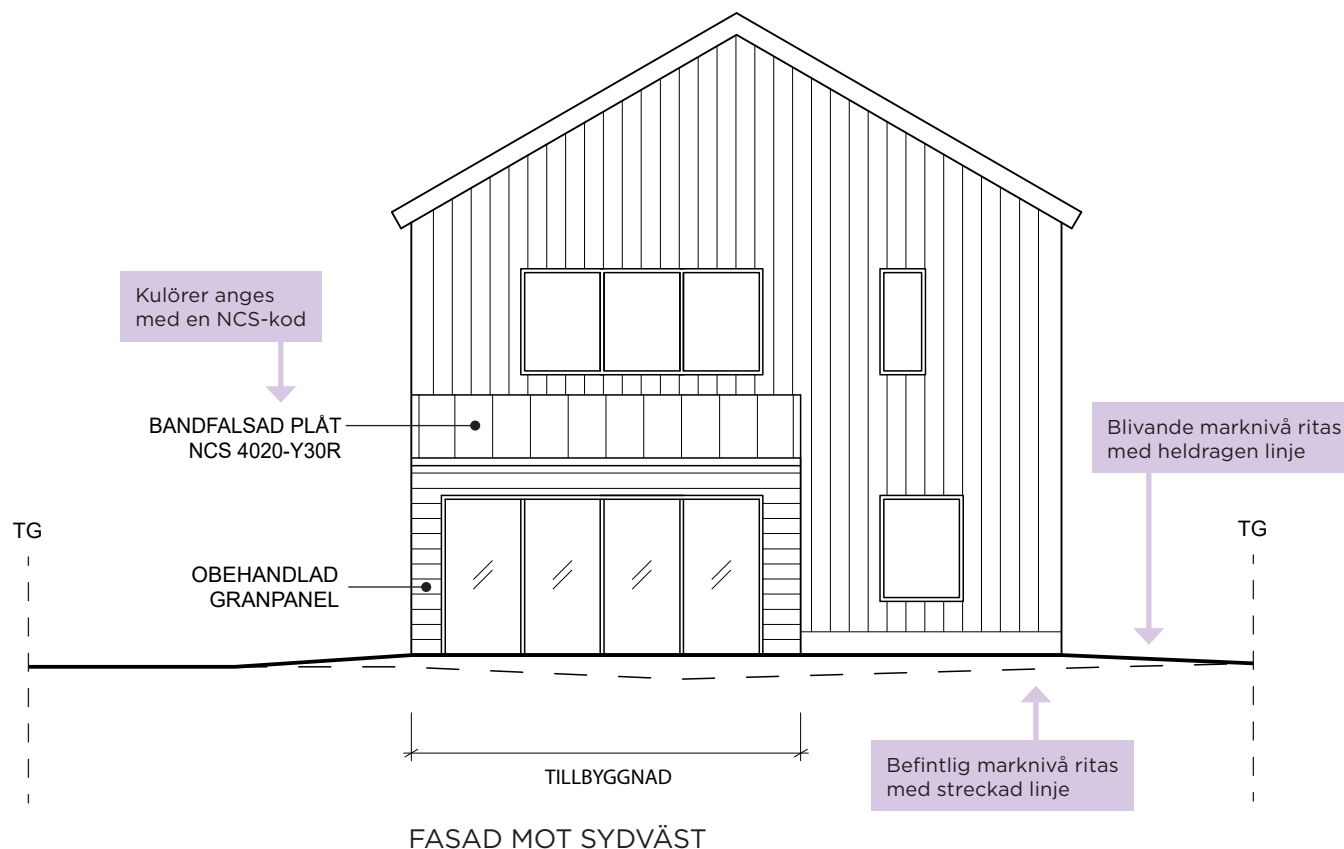 Kulörer anges
med en NCS-kod
BANDFALSAD PLÅT
NCS 4020-Y30R
Blivande marknivå ritas
med heldragen linje
TG
TG
OBEHANDLAD
GRANPANEL
TILLBYGGNAD
Befintlig marknivå ritas
med streckad linje
FASAD MOT SYDVÄST